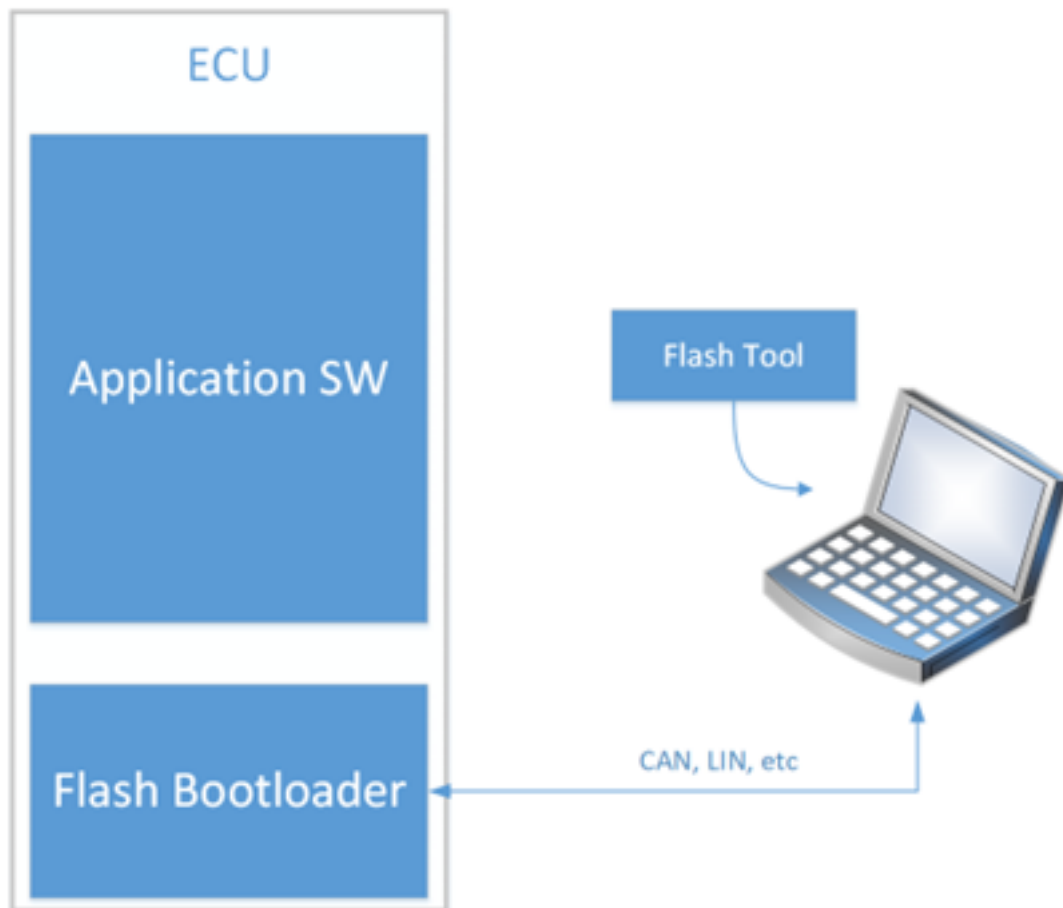 ECU
Application SW
Flash Tool
CAN, LIN, etc
Flash Bootloader